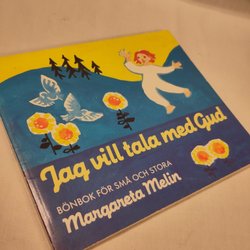 Jag vill tala med Gud
BÖNBOK FÖR SMÅ OCH STORA
Margareta Melin